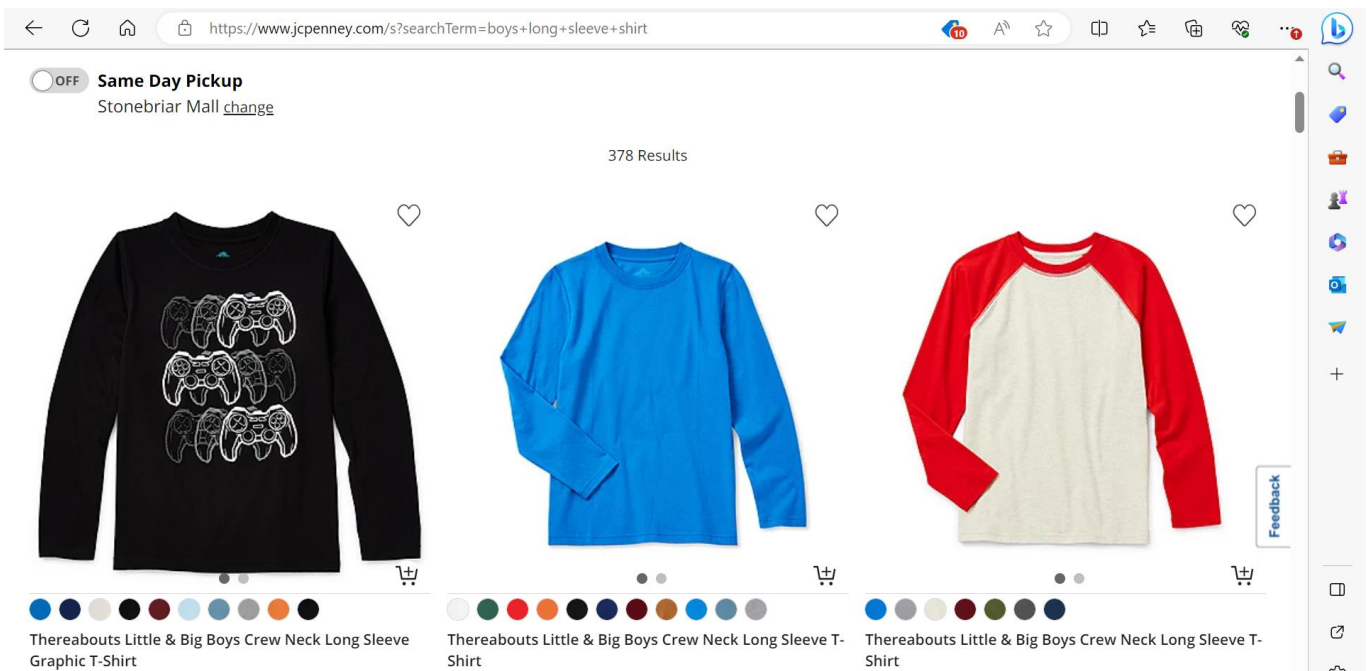 https://www.jcpenney.com/s?searchTerm=boys+long+sleeve+shirt
10
OFF
Same Day Pickup
Stonebriar Mall change
378 Results
Feedback
Thereabouts Little & Big Boys Crew Neck Long Sleeve
Graphic T-Shirt
Thereabouts Little & Big Boys Crew Neck Long Sleeve T-
Shirt
Thereabouts Little & Big Boys Crew Neck Long Sleeve T-
Shirt